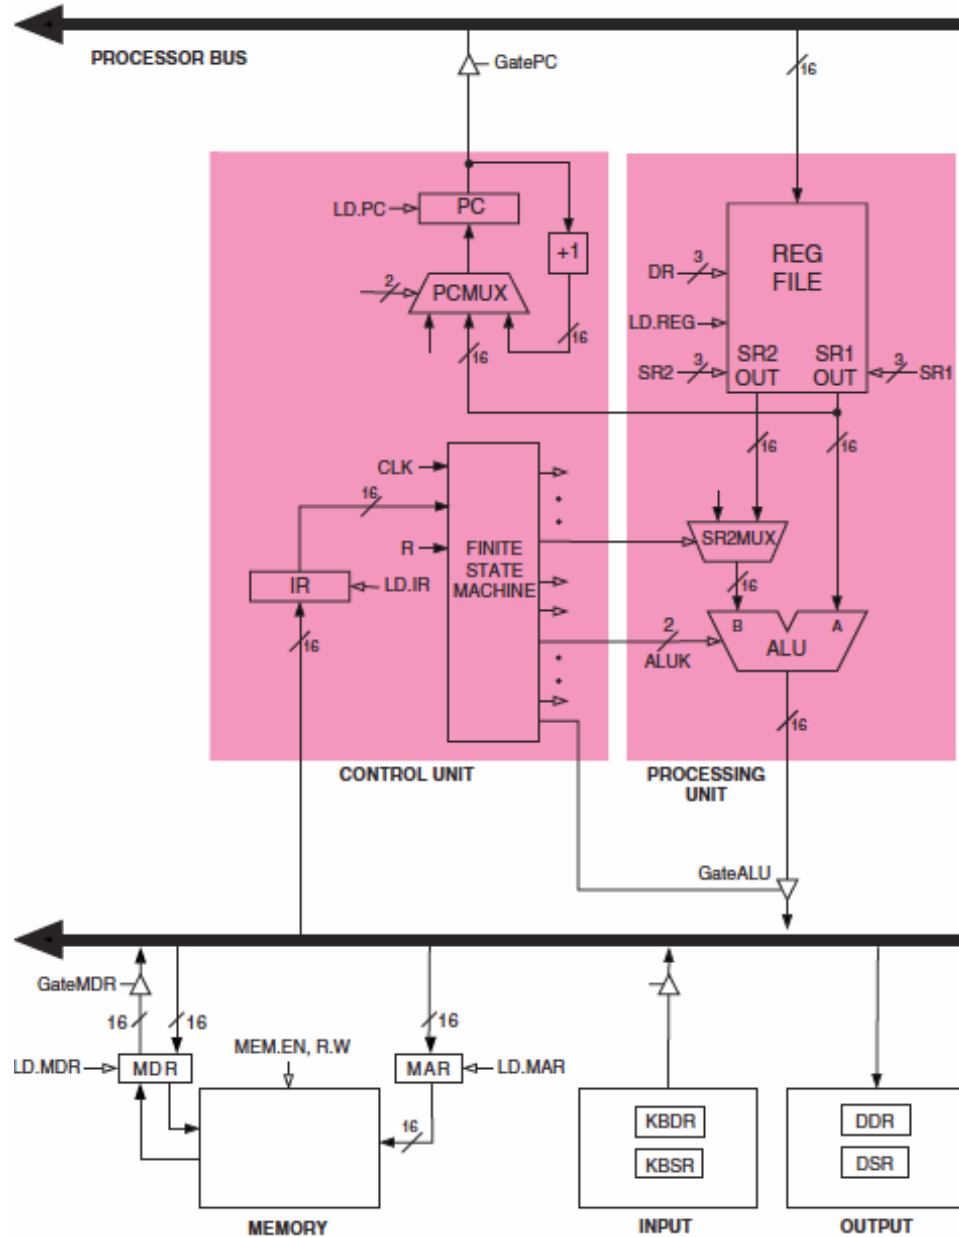 PROCESSOR BUS
GatePC
16
LD.PC
PC
+1
2
PCMUX
16
16
REG
FILE
DR
3
LD.REG
SR2
3
SR2
OUT
SR1
OUT
3
SR1
CLK
16
R
FINITE
STATE
MACHINE
IR
LD.IR
16
16
16
SR2MUX
16
B
A
ALU
2
ALUK
16
CONTROL UNIT
PROCESSING
UNIT
GateALU
GateMDR
16
16
16
LD.MDR
MDR
MEM.EN, R.W
MAR
LD.MAR
16
KBDR
KBSR
DDR
DSR
MEMORY
INPUT
OUTPUT